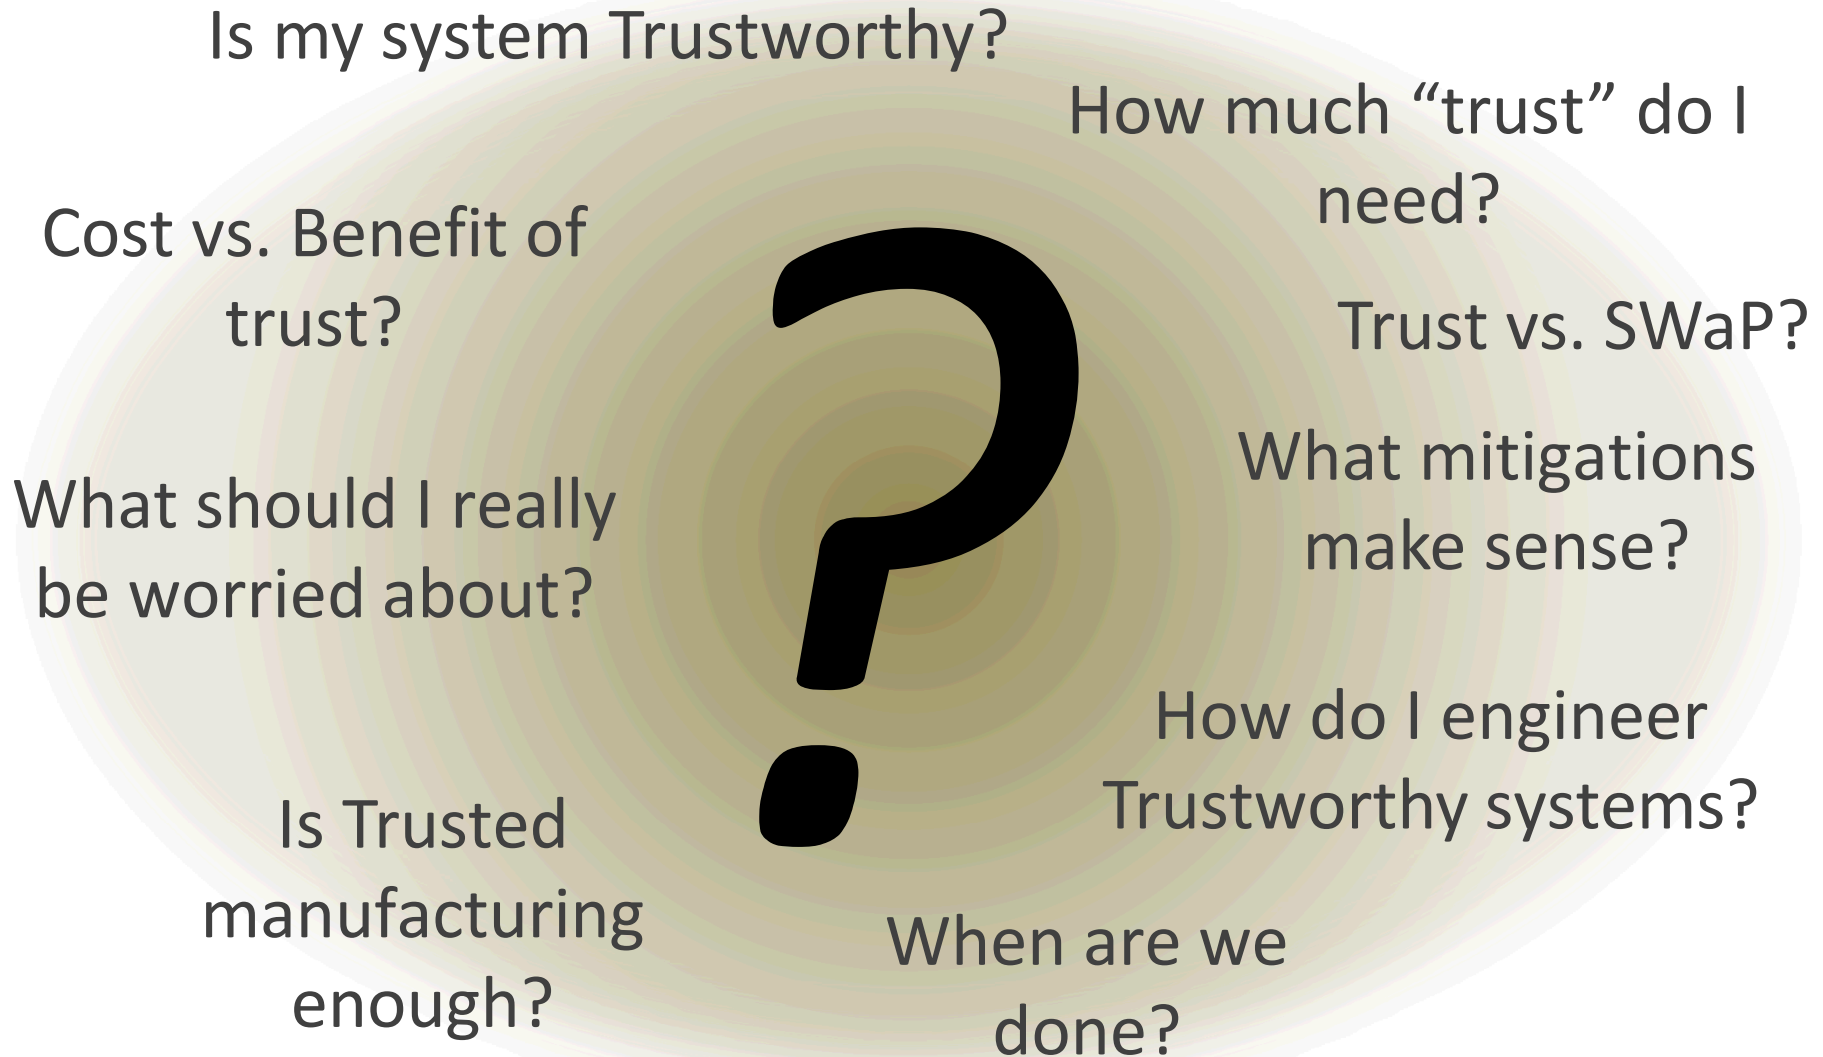 Is my system Trustworthy?
How much “trust” do I
need?
Cost vs. Benefit of
trust?
Trust vs. SWaP?
What mitigations
make sense?
What should I really
be worried about?
How do I engineer
Trustworthy systems?
Is Trusted
manufacturing
enough?
When are we
done?
?